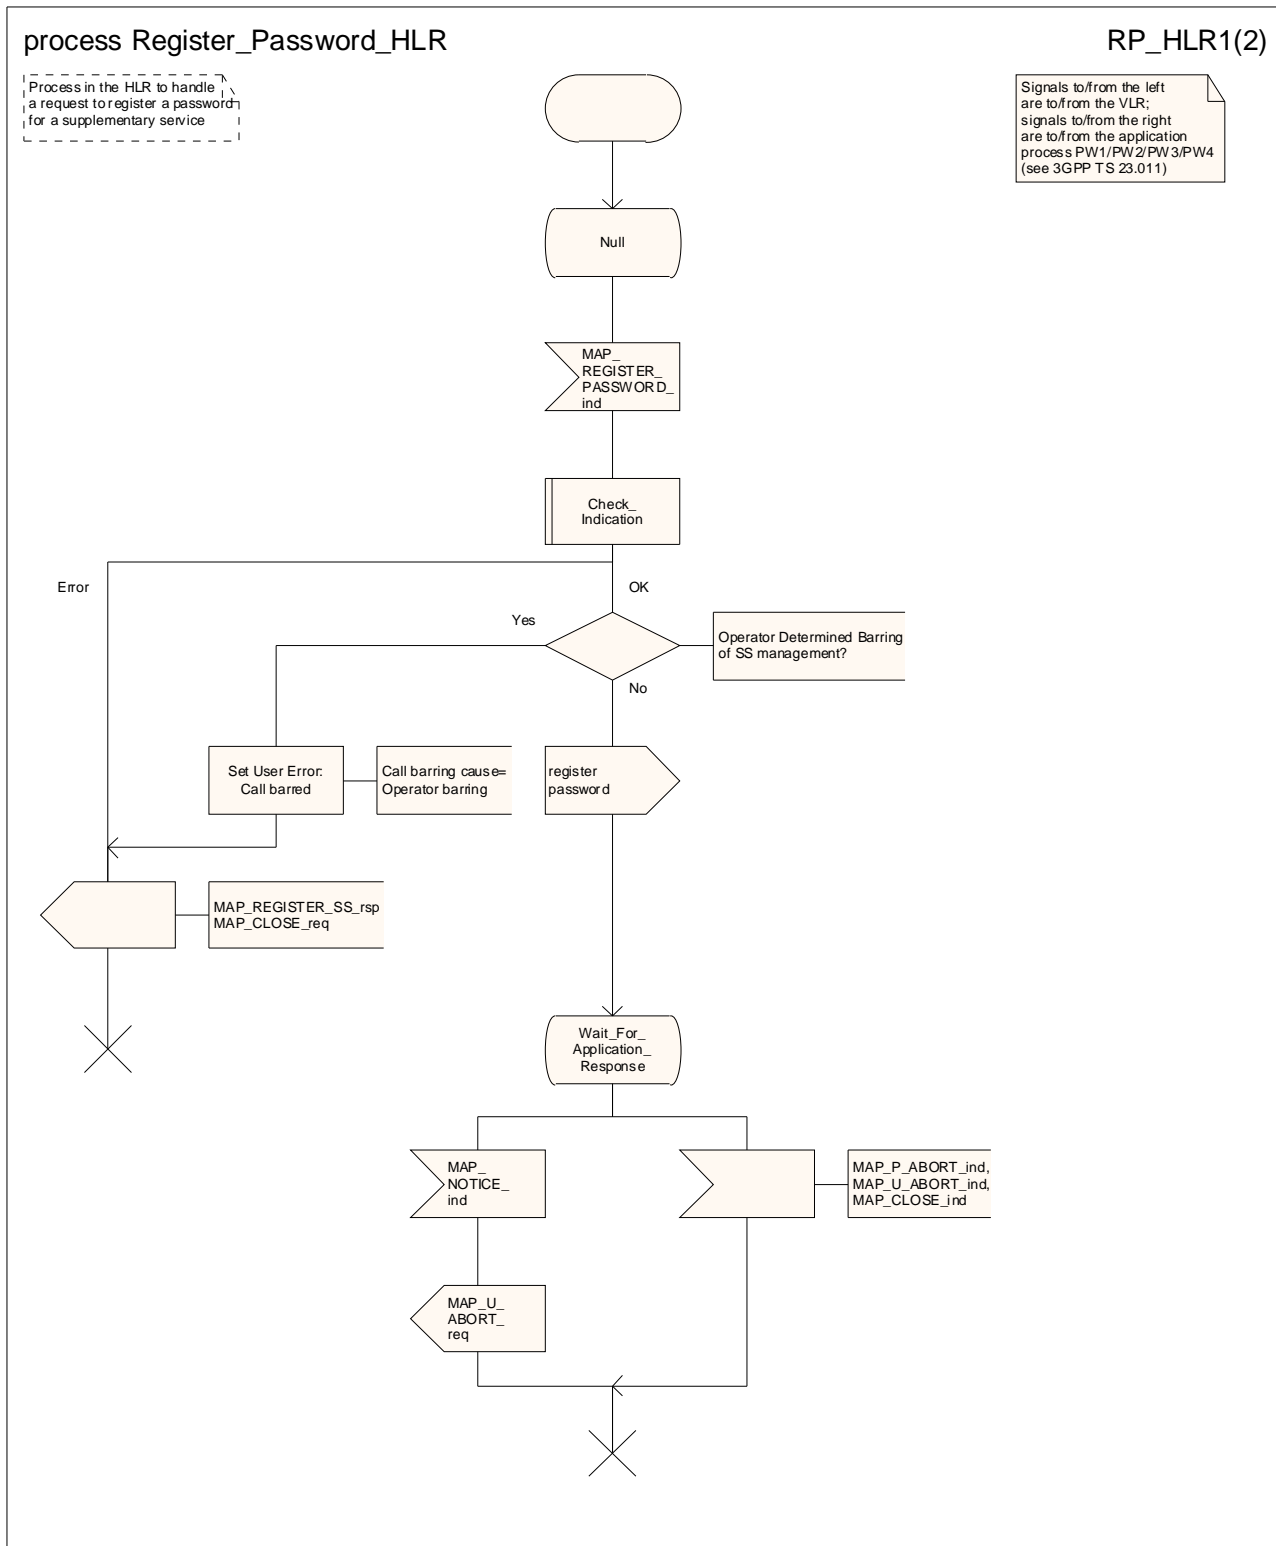 process Register_Password_HLR
RP_HLR1(2)
Process in the HLR to handle
a request to register a password
for a supplementary service
Signals to/from the left
are to/from the VLR;
signals to/from the right
are to/from the application
process PW1/PW2/PW3/PW4
(see 3GPP TS 23.011)
Null
MAP_
REGISTER_
PASSWORD_
ind
Check_
Indication
Error
OK
Yes
Operator Determined Barring
of SS management?
No
Set User Error:
Call barred
Call barring cause=
Operator barring
register
password
MAP_REGISTER_SS_rsp
MAP_CLOSE_req
Wait_For_
Application_
Response
MAP_
NOTICE_
ind
MAP_P_ABORT_ind,
MAP_U_ABORT_ind,
MAP_CLOSE_ind
MAP_U_
ABORT_
req